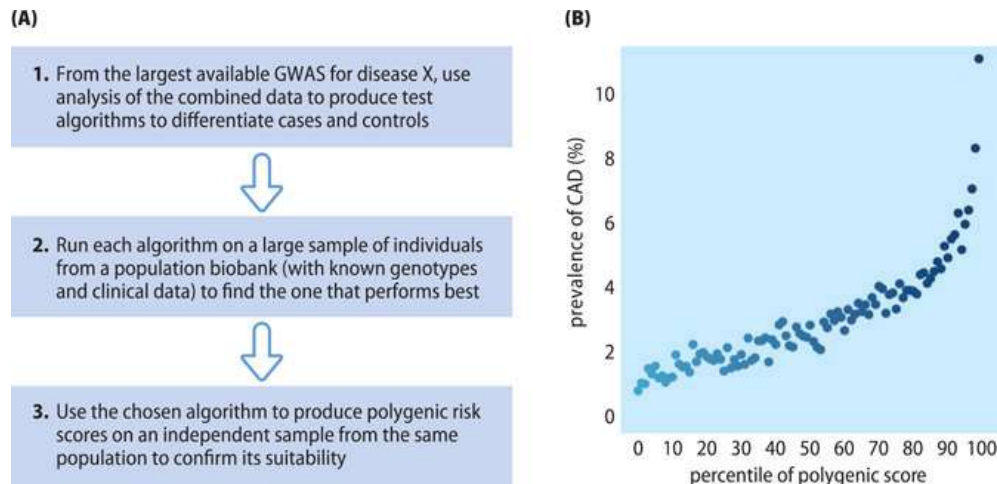 (A)
1. From the largest available GWAS for disease X, use
analysis of the combined data to produce test
algorithms to differentiate cases and controls
2. Run each algorithm on a large sample of individuals
from a population biobank (with known genotypes
and clinical data) to find the one that performs best
3. Use the chosen algorithm to produce polygenic risk
scores on an independent sample from the same
population to confirm its suitability
(B)
prevalence of CAD (%)
10
8
6
4
2
0
0 10 20 30 40 50 60 70 80 90 100
percentile of polygenic score